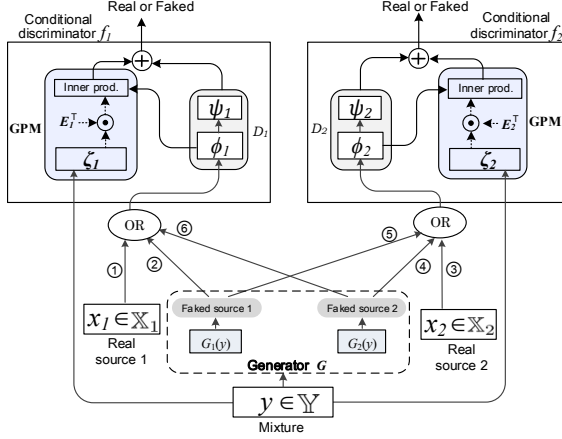 Real or Faked
Real or Faked
Conditional
discriminator f1
Conditional
discriminator f2
Inner prod.
E1⊤
GPM
ζ1
ψ1
ϕ1
D1
ψ2
ϕ2
D2
Inner prod.
E2⊤
GPM
ζ2
OR
OR
①
②
⑥
⑤
④
③
x1 ∈ 𝕏1
Real
source 1
Faked source 1
Faked source 2
G1(y)
G2(y)
Generator G
x2 ∈ 𝕏2
Real
source 2
y ∈ 𝕐
Mixture